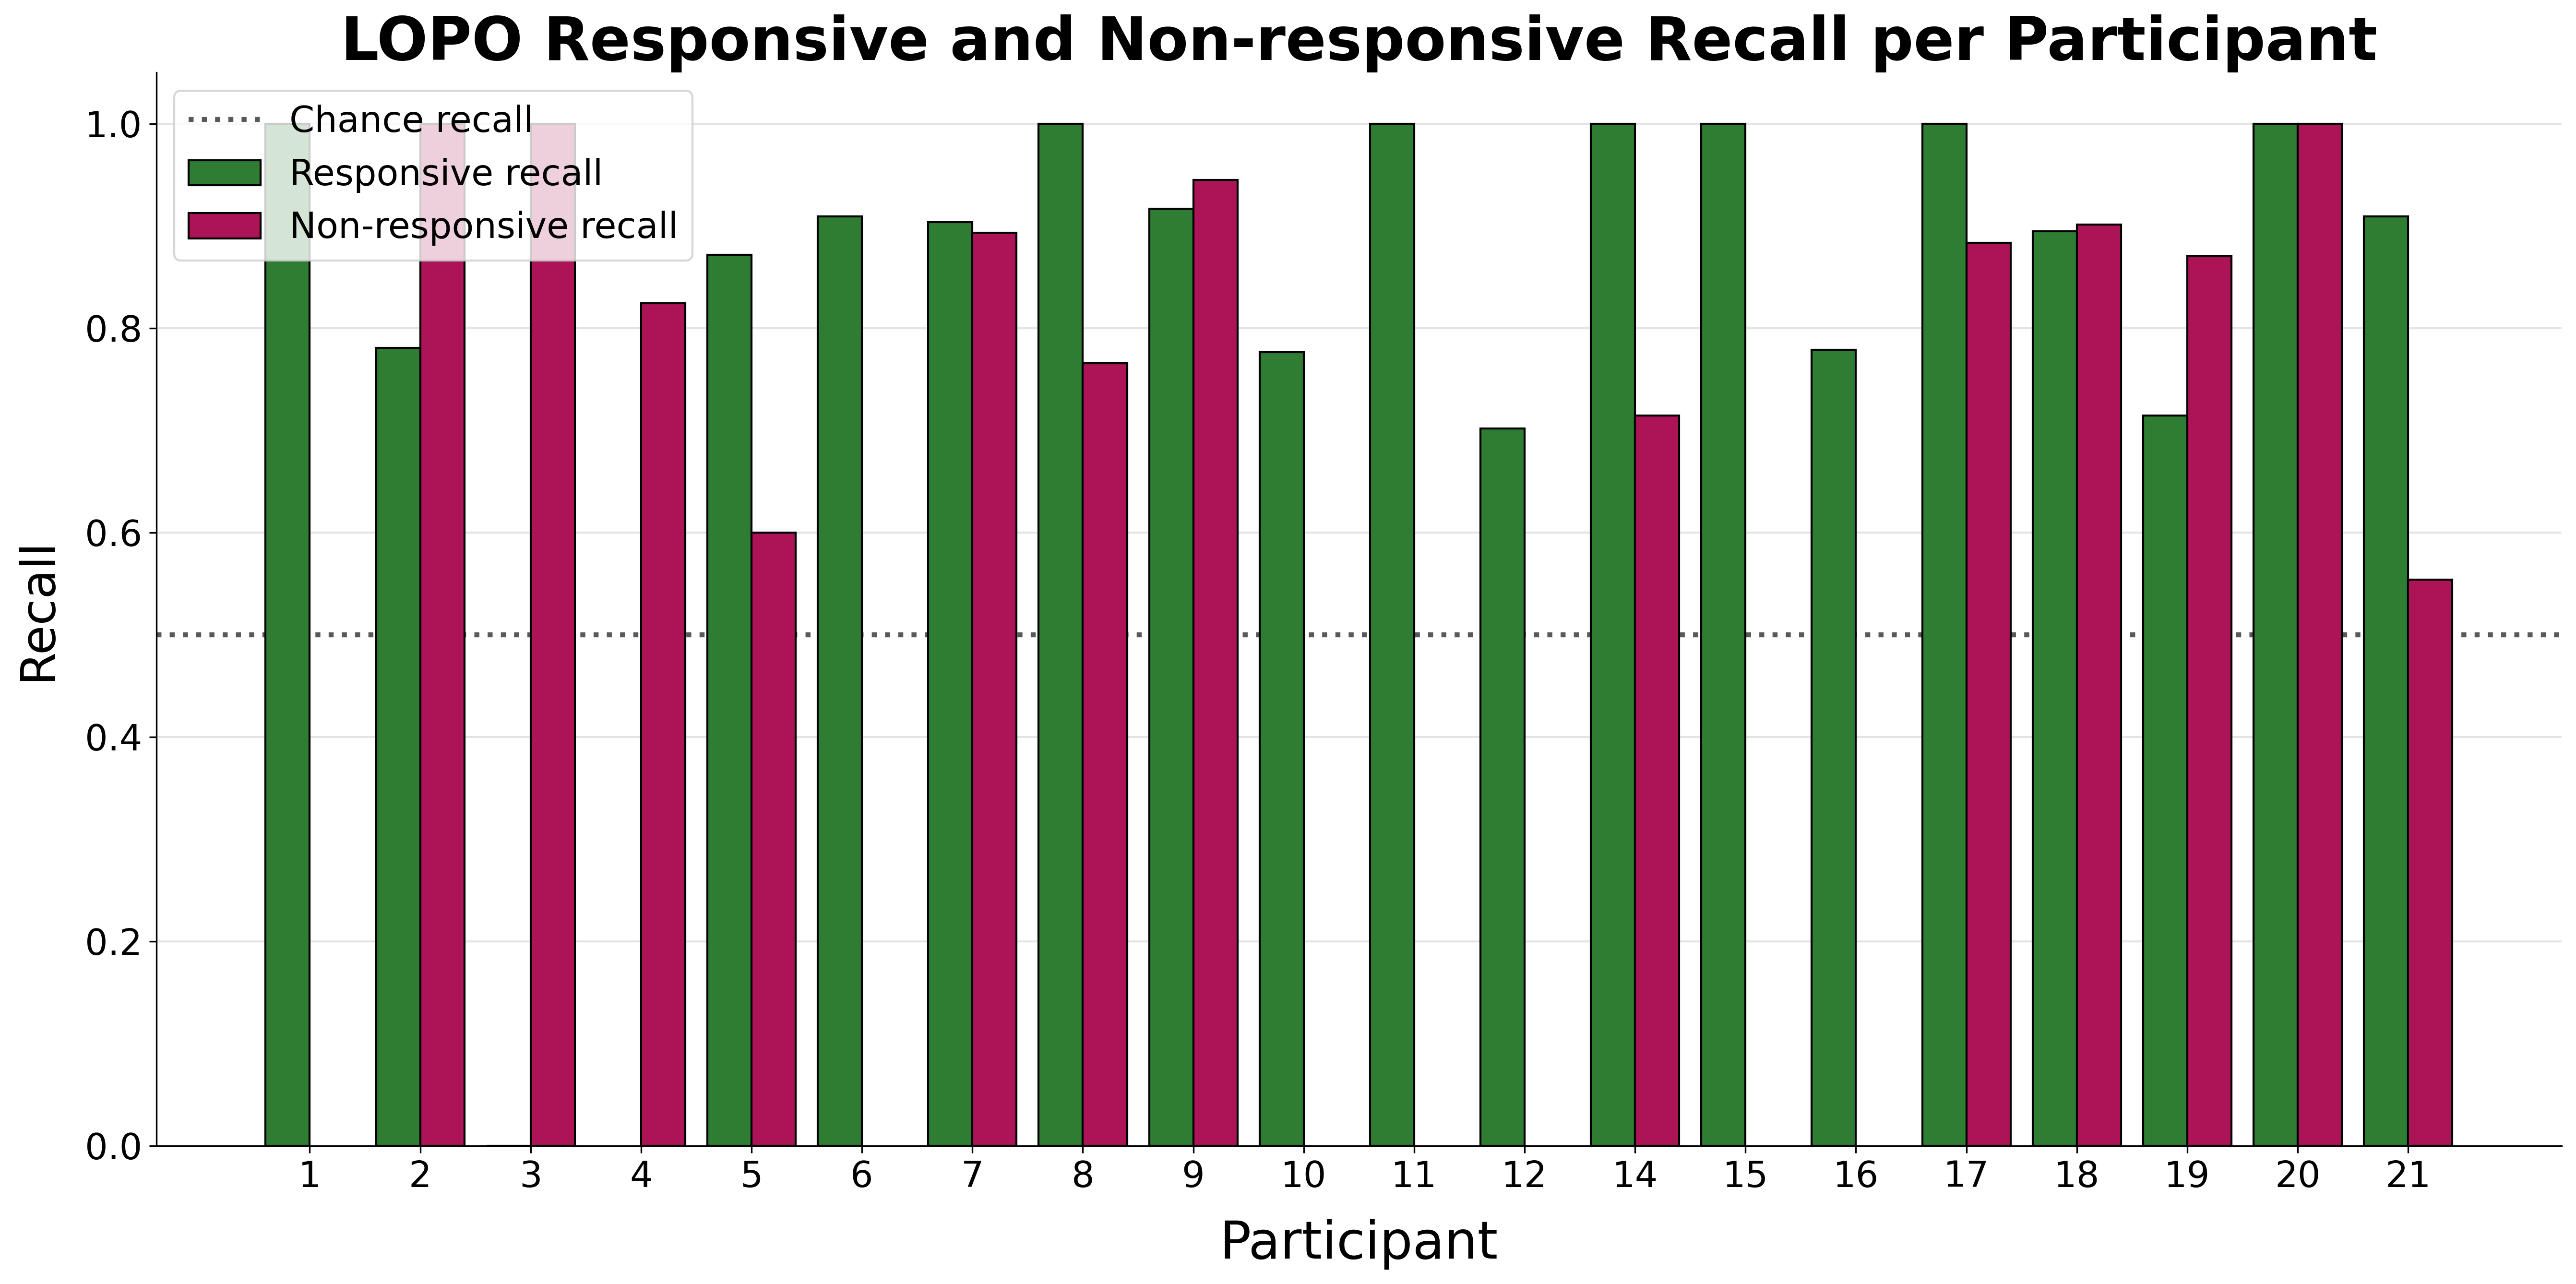 LOPO Responsive and Non-responsive Recall per Participant
Chance recall
Responsive recall
Non-responsive recall
1.0
0.8
0.6
0.4
0.2
0.0
Recall
1 2 3 4 5 6 7 8 9 10 11 12 14 15 16 17 18 19 20 21
Participant